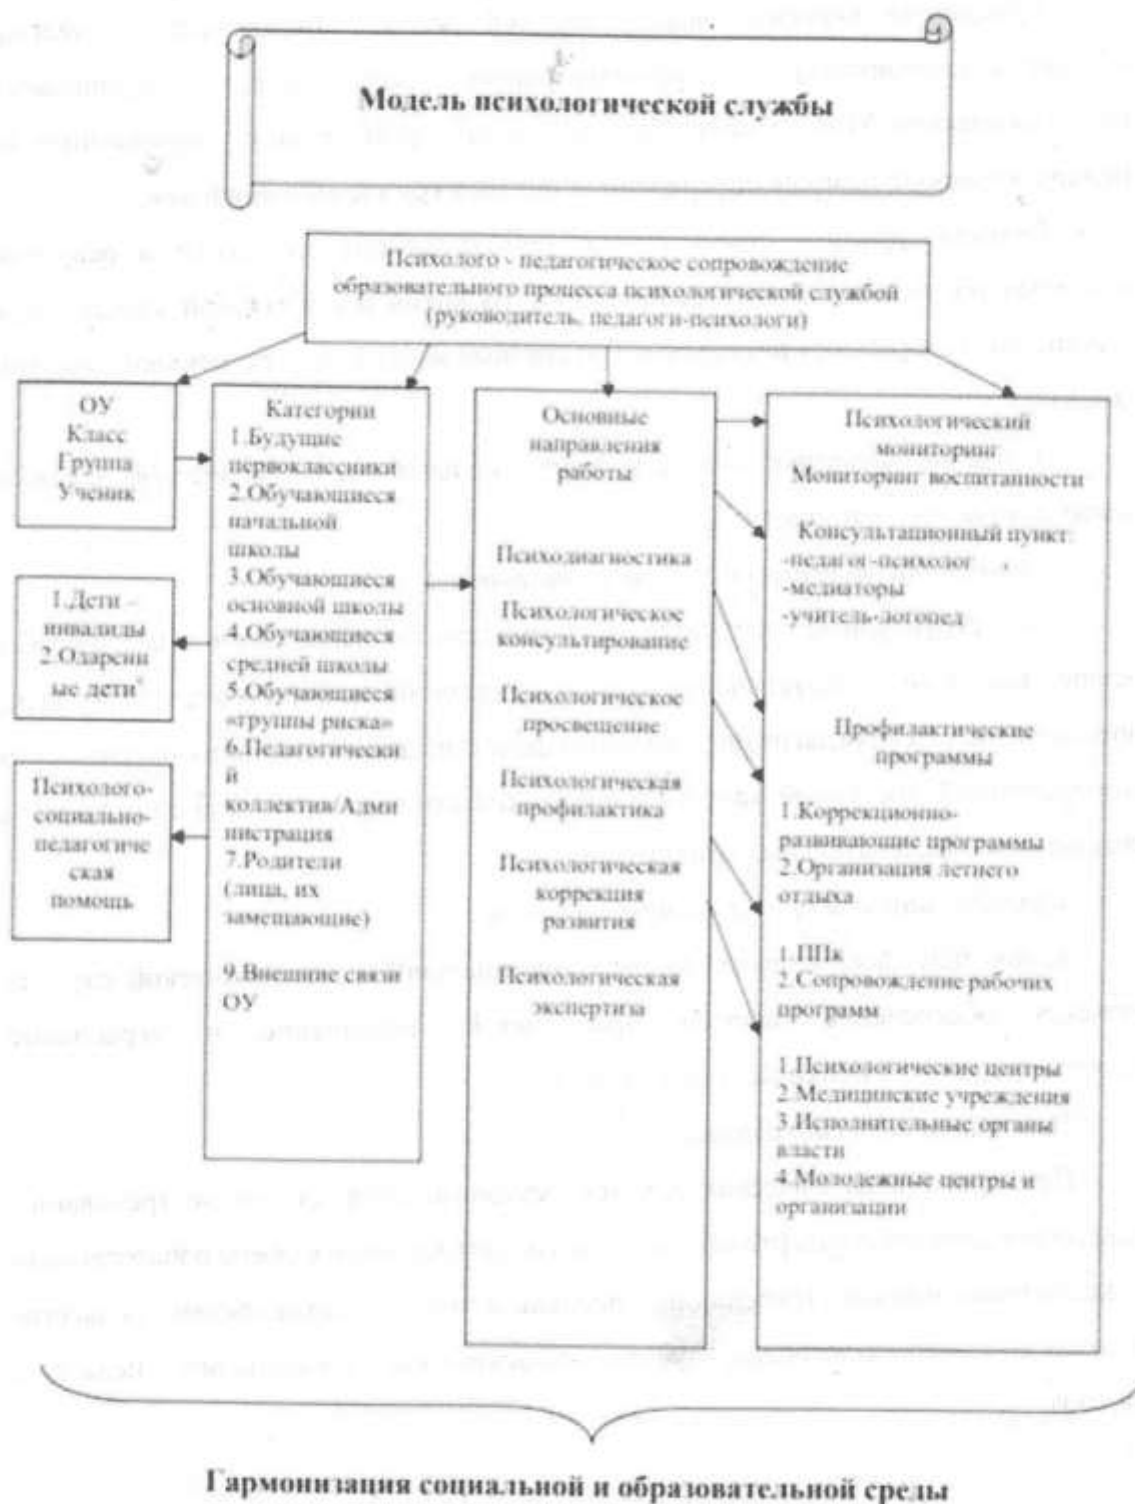 Модель психологической службы
Психолого - педагогическое сопровождение
образовательного процесса психологической службой
(руководитель, педагоги-психологи)
ОУ
Класс
Группа
Ученик
1.Дети –
инвалиды
2.Одаренн
ые дети
Психолого-
социально-
педагогиче
ская
помощь
Категории
1.Будущие
первоклассники
2.Обучающиеся
начальной
школы
3.Обучающиеся
основной школы
4.Обучающиеся
средней школы
5.Обучающиеся
«группы риска»
6.Педагогически
й
коллектив/Адми
нистрация
7.Родители
(лица, их
замещающие)
9.Внешние связи
ОУ
Основные
направления
работы
Психодиагностика
Психологическое
консультирование
Психологическое
просвещение
Психологическая
профилактика
Психологическая
коррекция
развития
Психологическая
экспертиза
Психологический
мониторинг
Мониторинг воспитанности
Консультационный пункт:
-педагог-психолог
-медиаторы
-учитель-логопед
Профилактические
программы
1.Коррекционно-
развивающие программы
2.Организация летнего
отдыха
1.ППк
2.Сопровождение рабочих
программ
1.Психологические центры
2.Медицинские учреждения
3.Исполнительные органы
власти
4.Молодежные центры и
организации
Гармонизация социальной и образовательной среды